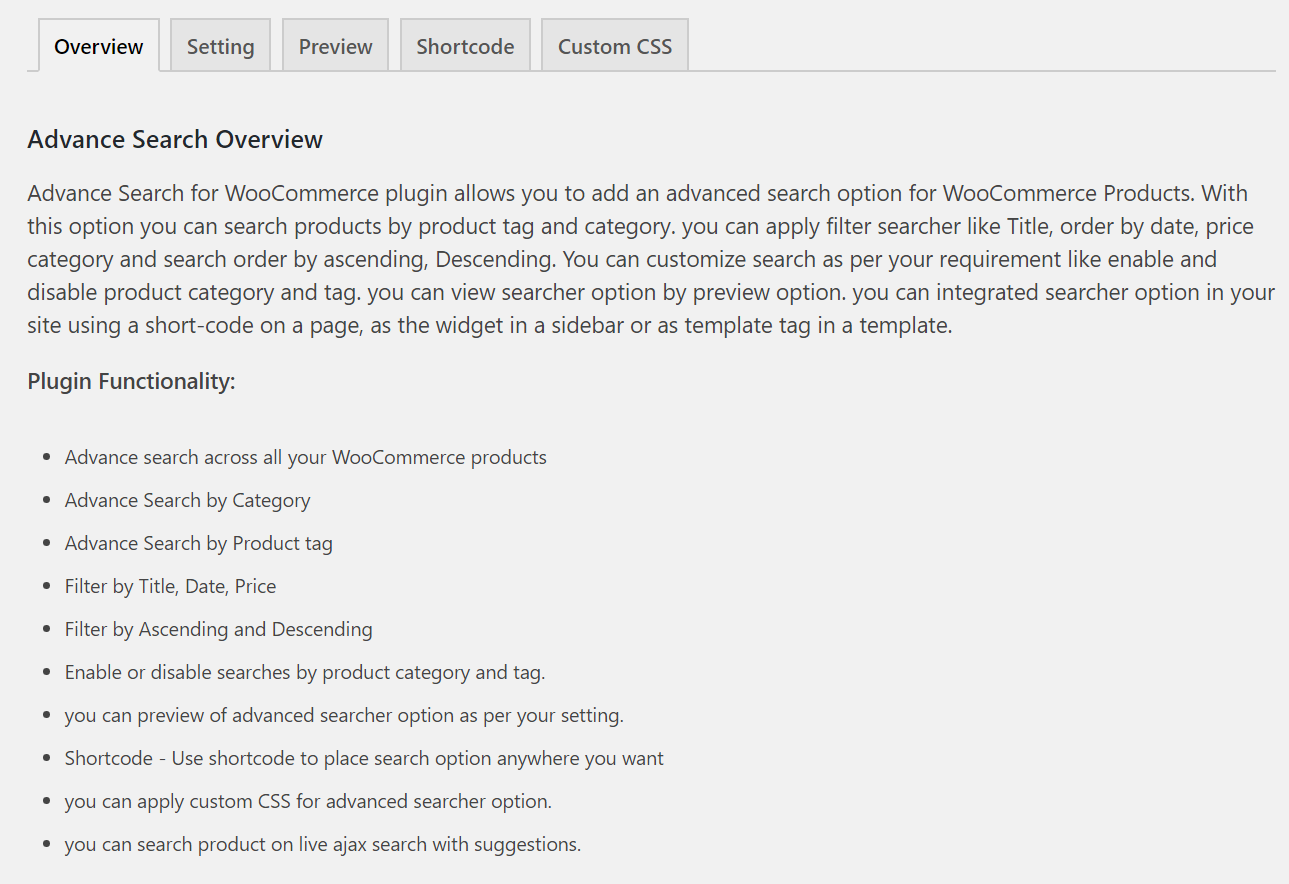 Overview Setting Preview Shortcode Custom CSS
Advance Search Overview
Advance Search for WooCommerce plugin allows you to add an advanced search option for WooCommerce Products. With
this option you can search products by product tag and category. you can apply filter searcher like Title, order by date, price
category and search order by ascending, Descending. You can customize search as per your requirement like enable and
disable product category and tag. you can view searcher option by preview option. you can integrated searcher option in your
site using a short-code on a page, as the widget in a sidebar or as template tag in a template.
Plugin Functionality:
• Advance search across all your WooCommerce products
• Advance Search by Category
• Advance Search by Product tag
• Filter by Title, Date, Price
• Filter by Ascending and Descending
• Enable or disable searches by product category and tag.
• you can preview of advanced searcher option as per your setting.
• Shortcode - Use shortcode to place search option anywhere you want
• you can apply custom CSS for advanced searcher option.
• you can search product on live ajax search with suggestions.